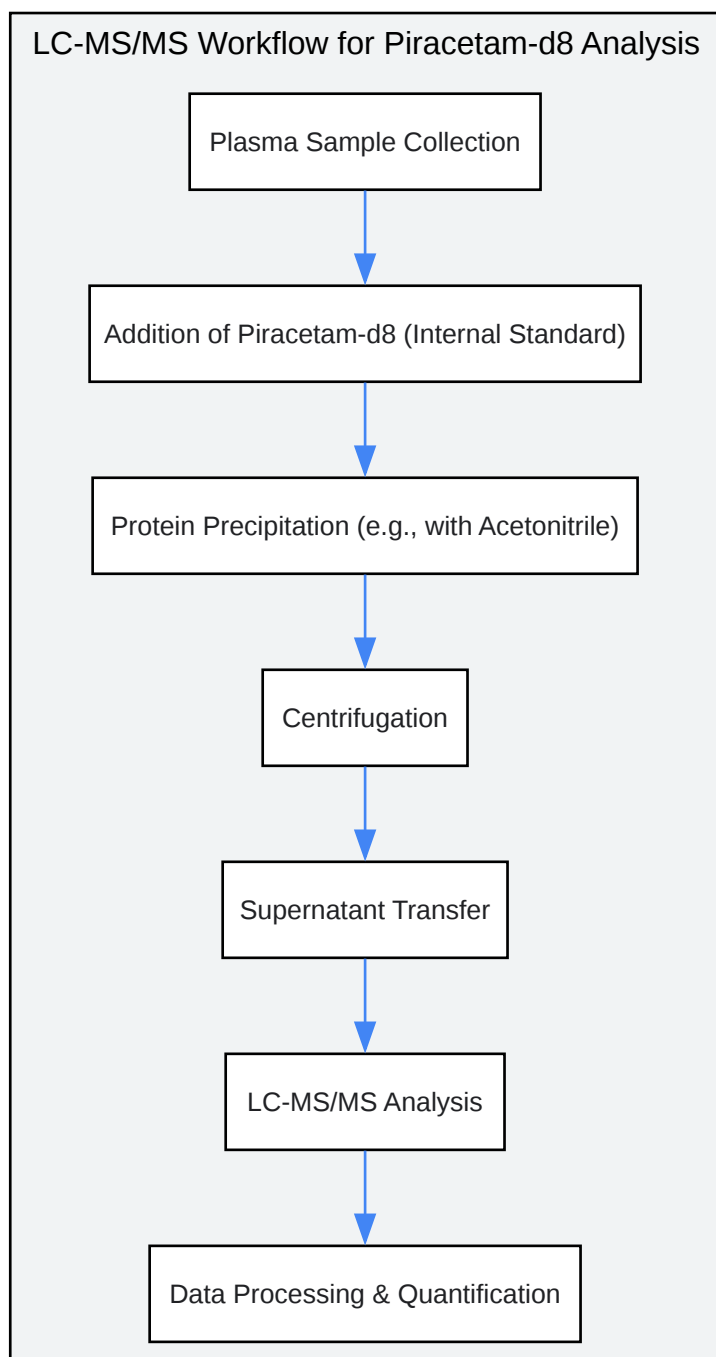 LC-MS/MS Workflow for Piracetam-d8 Analysis
Plasma Sample Collection
Addition of Piracetam-d8 (Internal Standard)
Protein Precipitation (e.g., with Acetonitrile)
Centrifugation
Supernatant Transfer
LC-MS/MS Analysis
Data Processing & Quantification